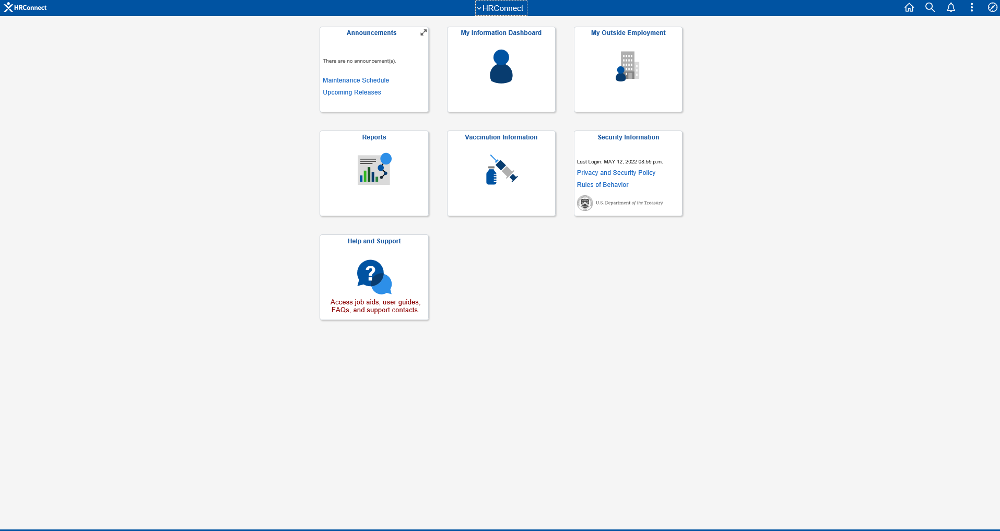 HRConnect
HRConnect
Announcements
There are no announcement(s).
Maintenance Schedule
Upcoming Releases
My Information Dashboard
My Outside Employment
Reports
Vaccination Information
Security Information
Last Login: MAY 12, 2022 08:55 p.m.
Privacy and Security Policy
Rules of Behavior
U.S. Department of the Treasury
Help and Support
?
Access job aids, user guides,
FAQs, and support contacts.